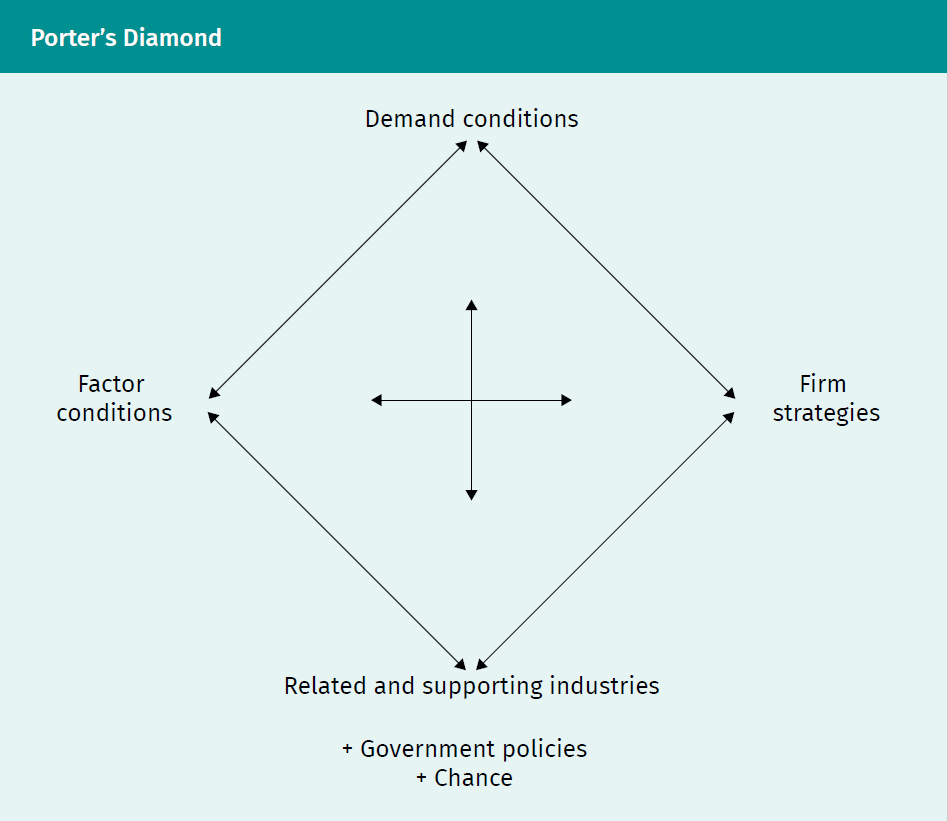 Porter’s Diamond
Demand conditions
Factor
conditions
Firm
strategies
Related and supporting industries
+ Government policies
+ Chance